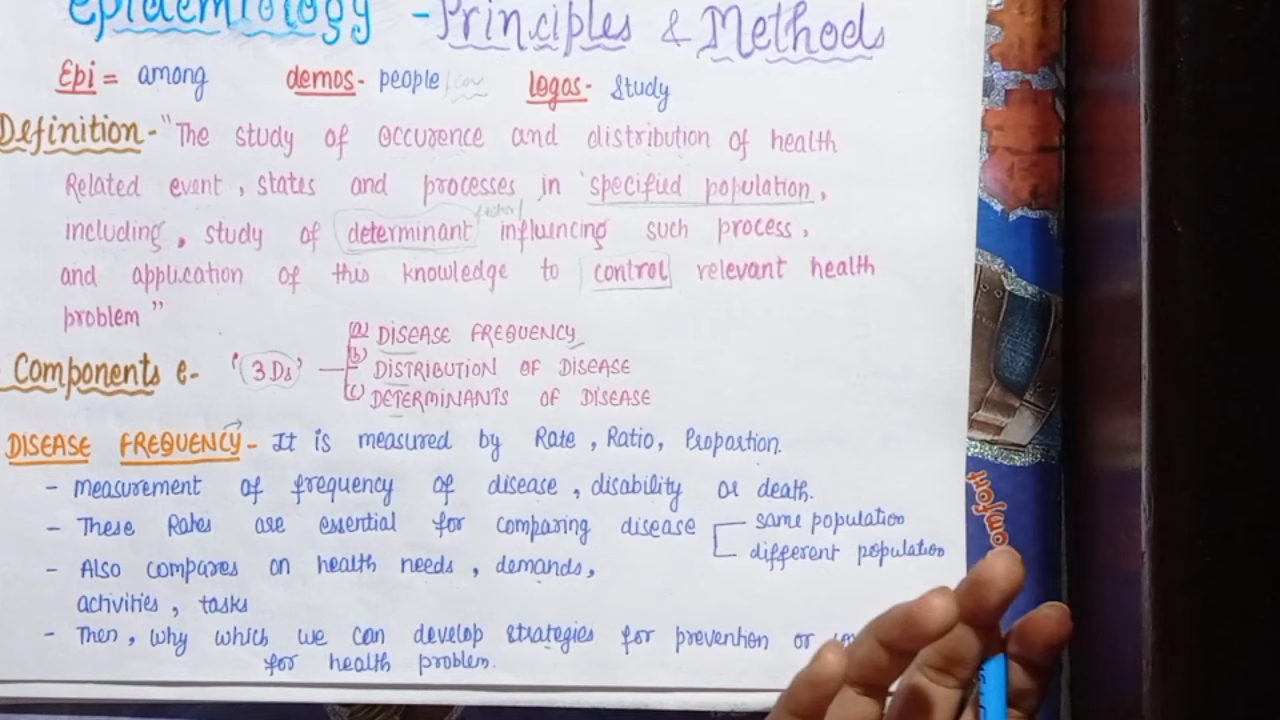 Epidemiology - Principles & Methods
Epi = among demos - people logos - Study
Definition - "The study of occurence and distribution of health
Related event, states and processes in specified population,
including, study of determinant influencing such process,
and application of this knowledge to control relevant health
problem"
Components e- '3Ds'
(a) DISEASE FREQUENCY
(b) DISTRIBUTION OF DISEASE
(c) DETERMINANTS OF DISEASE
DISEASE FREQUENCY - It is measured by Rate, Ratio, Proportion.
- measurement of frequency of disease, disability or death.
- These Rates are essential for comparing disease
same population
different population
- Also compares on health needs, demands,
activities, tasks
- Then, why which we can develop strategies for prevention or
for health problem.
omfort